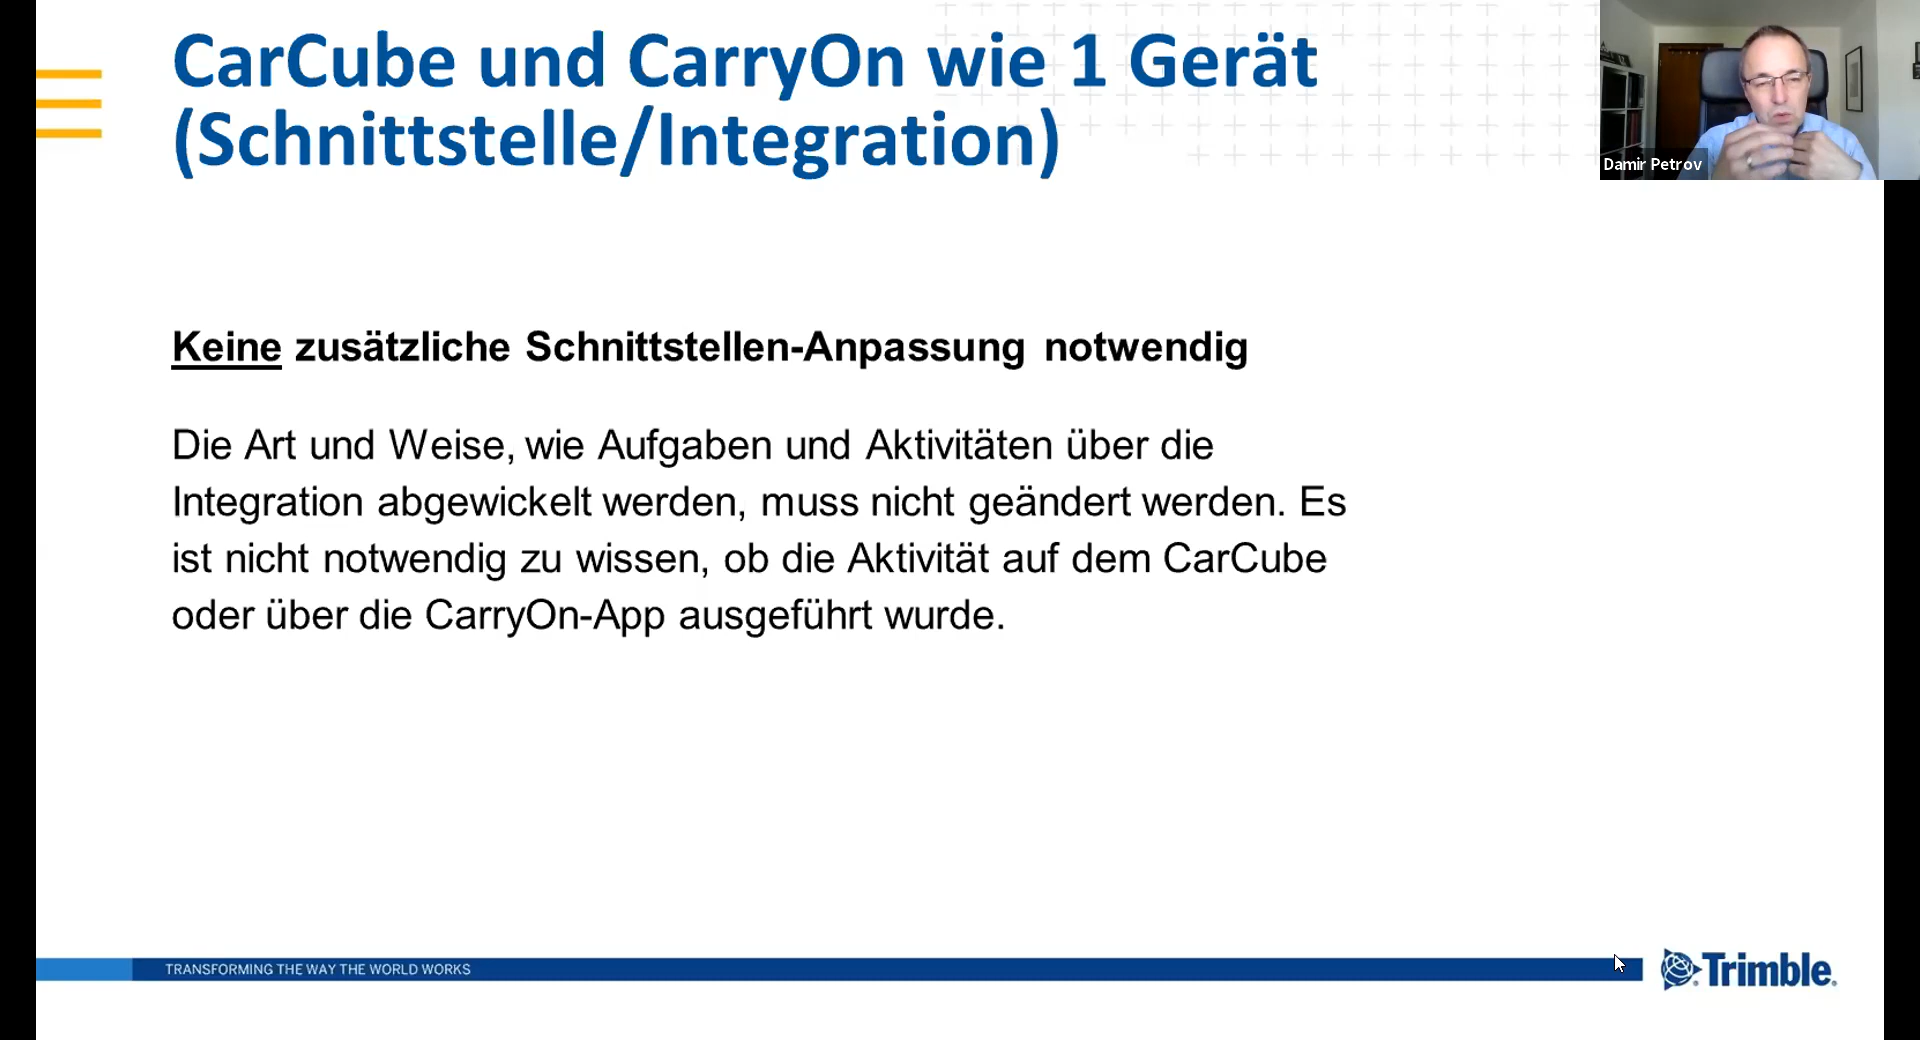 CarCube und CarryOn wie 1 Gerät
(Schnittstelle/Integration)
Damir Petrov
Keine zusätzliche Schnittstellen-Anpassung notwendig
Die Art und Weise, wie Aufgaben und Aktivitäten über die
Integration abgewickelt werden, muss nicht geändert werden. Es
ist nicht notwendig zu wissen, ob die Aktivität auf dem CarCube
oder über die CarryOn-App ausgeführt wurde.
TRANSFORMING THE WAY THE WORLD WORKS
Trimble